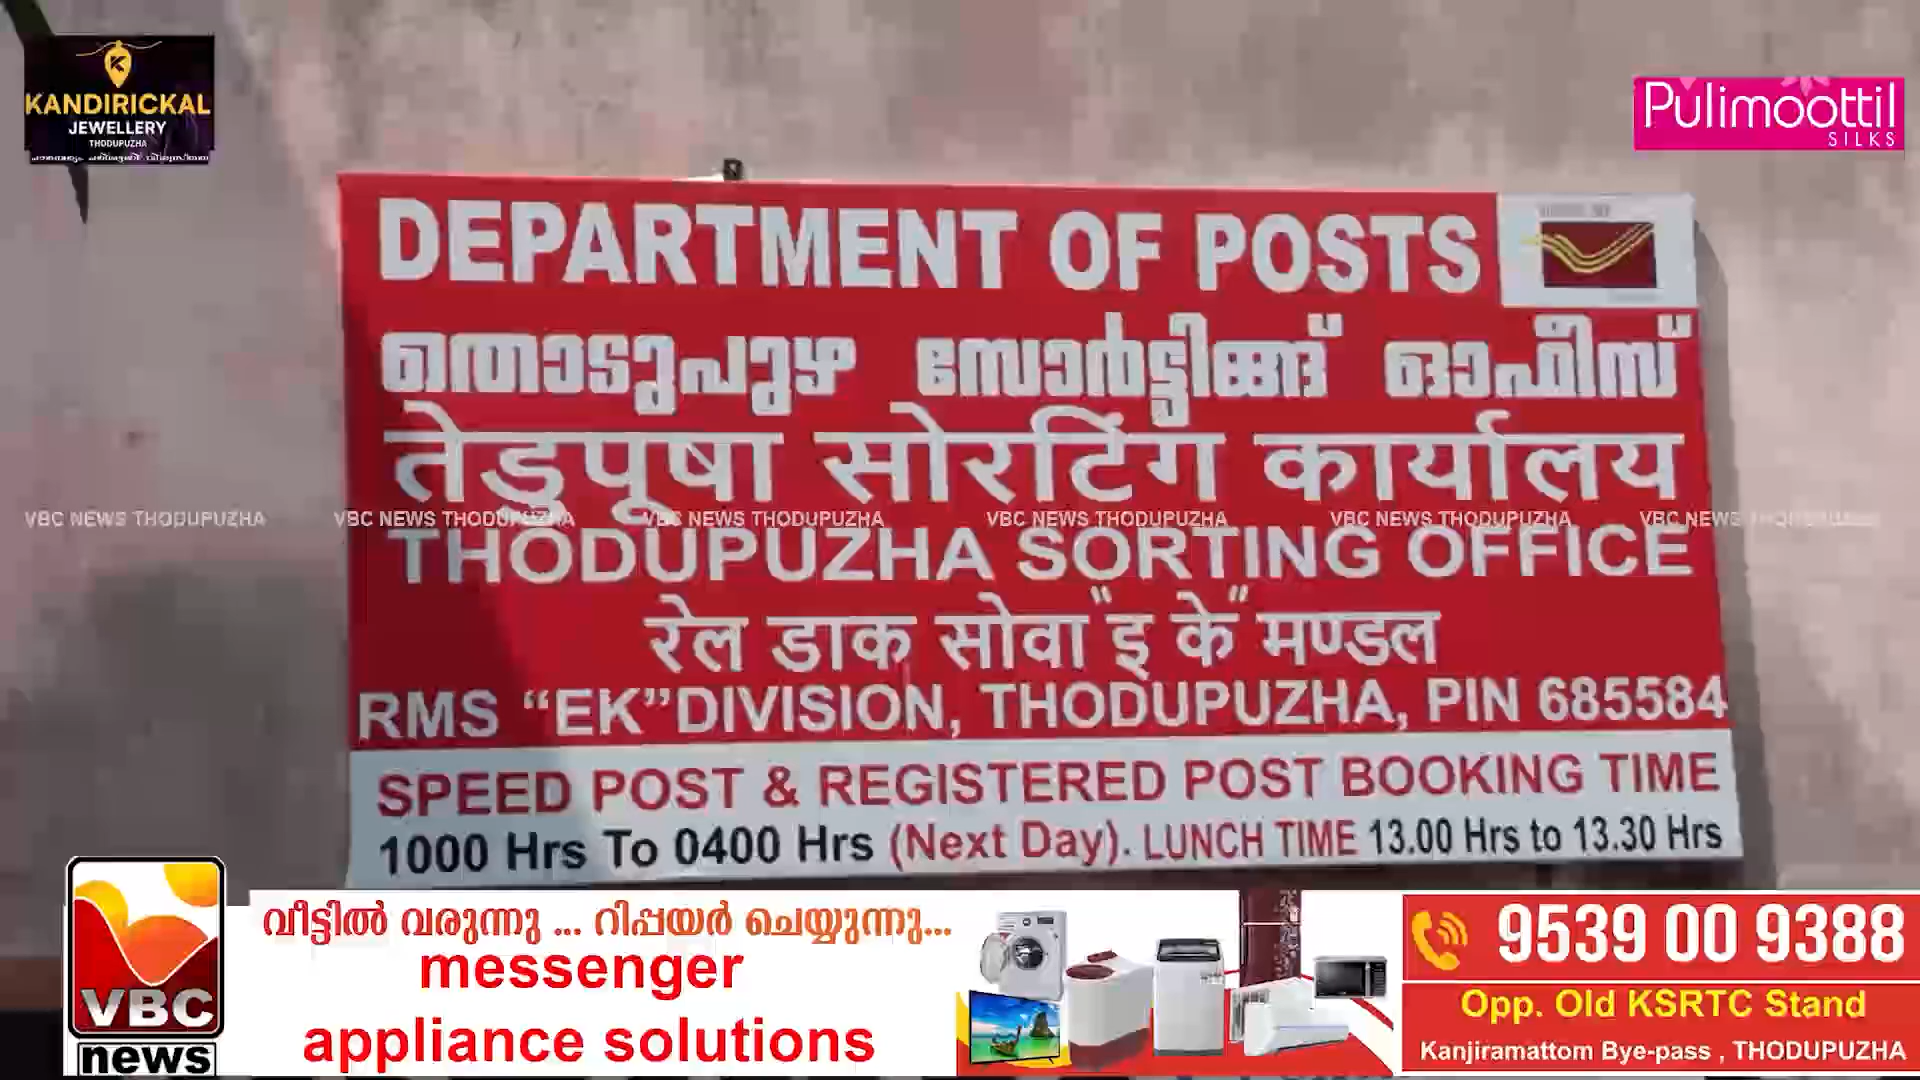 KANDIRICKAL
JEWELLERY
THODUPUZHA
Pulimoottil
SILKS
DEPARTMENT OF POSTS
തൊടുപുഴ സോർട്ടിങ്ങ് ഓഫീസ്
तेडुपूषा सोरटिंग कार्यालय
VBC NEWS THODUPUZHA VBC NEWS THODUPUZHA VBC NEWS THODUPUZHA VBC NEWS THODUPUZHA VBC NEWS THODUPUZHA VBC NEWS THODUPUZHA
THODUPUZHA SORTING OFFICE
रेल डाक सोवा "इ के" मण्डल
RMS “EK”DIVISION, THODUPUZHA, PIN 685584
SPEED POST & REGISTERED POST BOOKING TIME
1000 Hrs To 0400 Hrs (Next Day). LUNCH TIME 13.00 Hrs to 13.30 Hrs
VBC
news
വീട്ടിൽ വരുന്നു ... റിപ്പയർ ചെയ്യുന്നു...
messenger
appliance solutions
9539 00 9388
Opp. Old KSRTC Stand
Kanjiramattom Bye-pass , THODUPUZHA